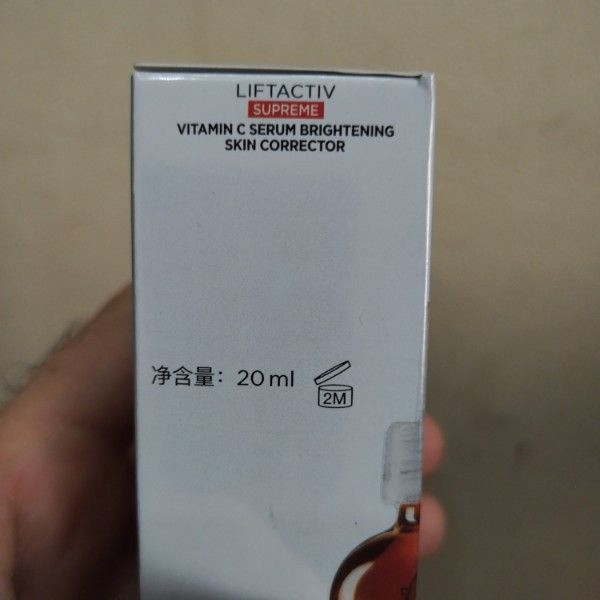 LIFTACTIV
SUPREME
VITAMIN C SERUM BRIGHTENING
SKIN CORRECTOR
净含量: 20 ml
2M